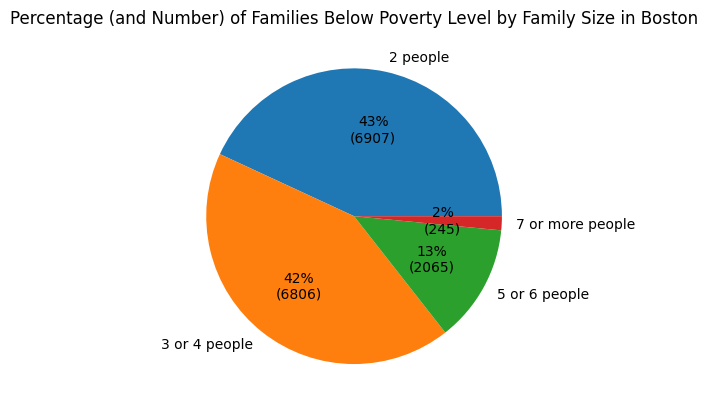 Percentage (and Number) of Families Below Poverty Level by Family Size in Boston
2 people
43%
(6907)
2%
(245)
7 or more people
13%
(2065)
42%
(6806)
5 or 6 people
3 or 4 people